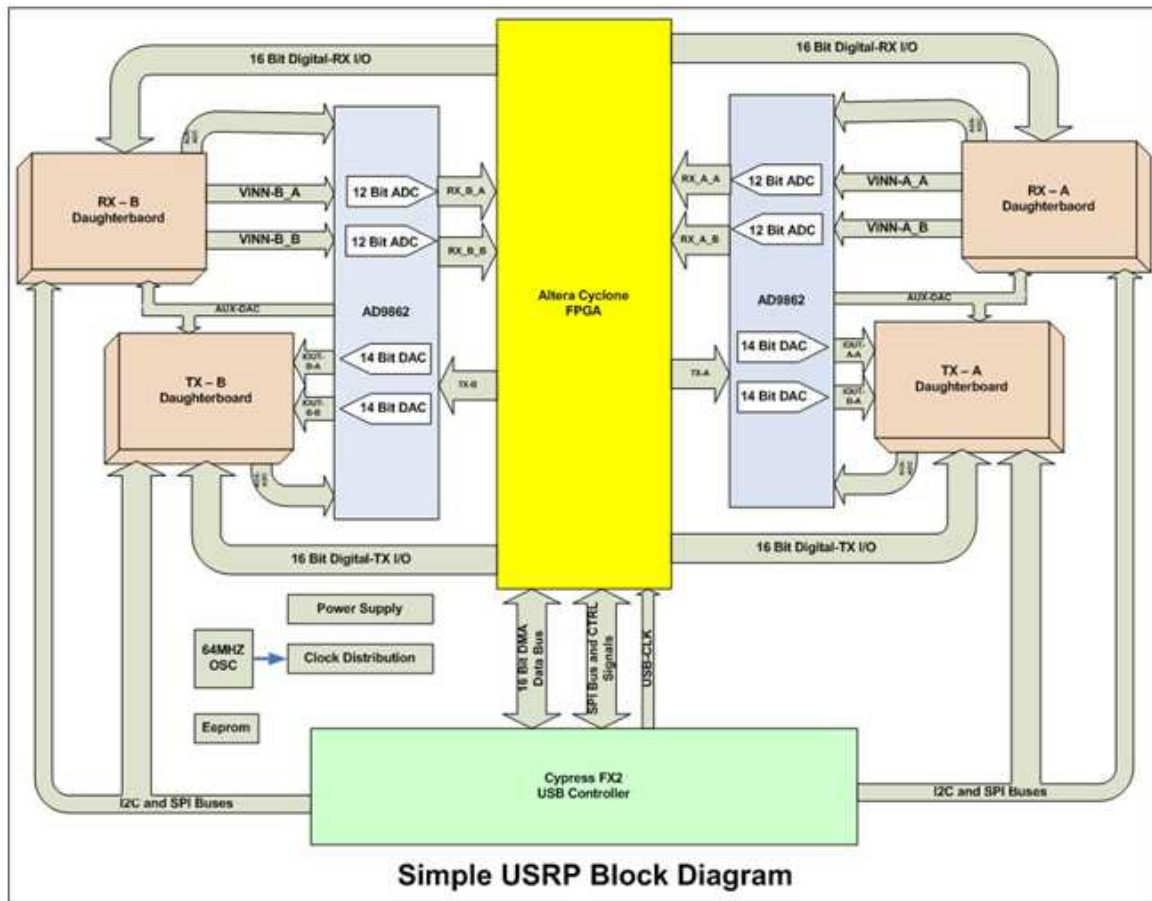 16 Bit Digital-RX I/O
16 Bit Digital-RX I/O
RX – B
Daughterbaord
VINN-B_A
VINN-B_B
12 Bit ADC
12 Bit ADC
RX_B_A
RX_B_B
AUX-DAC
AD9862
TX – B
Daughterboard
IOUT-
B-A
IOUT-
B-B
14 Bit DAC
14 Bit DAC
TX-B
16 Bit Digital-TX I/O
Altera Cyclone
FPGA
RX_A_A
RX_A_B
12 Bit ADC
12 Bit ADC
VINN-A_A
VINN-A_B
RX – A
Daughterbaord
AUX-DAC
AD9862
TX-A
14 Bit DAC
14 Bit DAC
IOUT-
A-A
IOUT-
B-A
TX – A
Daughterboard
16 Bit Digital-TX I/O
Power Supply
64MHZ
OSC
Clock Distribution
Eeprom
16 Bit DMA
Data Bus
SPI Bus and CTRL
Signals
USB-CLK
Cypress FX2
USB Controller
I2C and SPI Buses
I2C and SPI Buses
Simple USRP Block Diagram